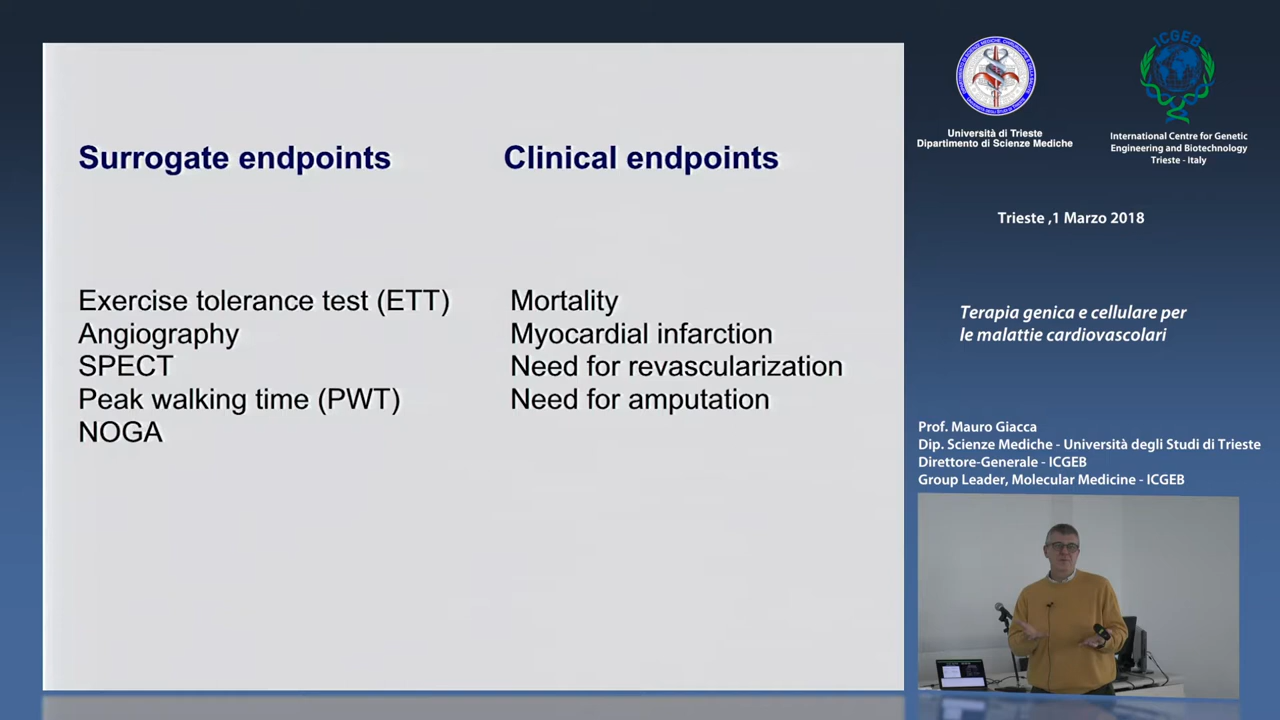 Surrogate endpoints
Clinical endpoints
Exercise tolerance test (ETT)
Angiography
SPECT
Peak walking time (PWT)
NOGA
Mortality
Myocardial infarction
Need for revascularization
Need for amputation
Università di Trieste
Dipartimento di Scienze Mediche
ICGEB
International Centre for Genetic
Engineering and Biotechnology
Trieste - Italy
Trieste ,1 Marzo 2018
Terapia genica e cellulare per
le malattie cardiovascolari
Prof. Mauro Giacca
Dip. Scienze Mediche - Università degli Studi di Trieste
Direttore-Generale - ICGEB
Group Leader, Molecular Medicine - ICGEB